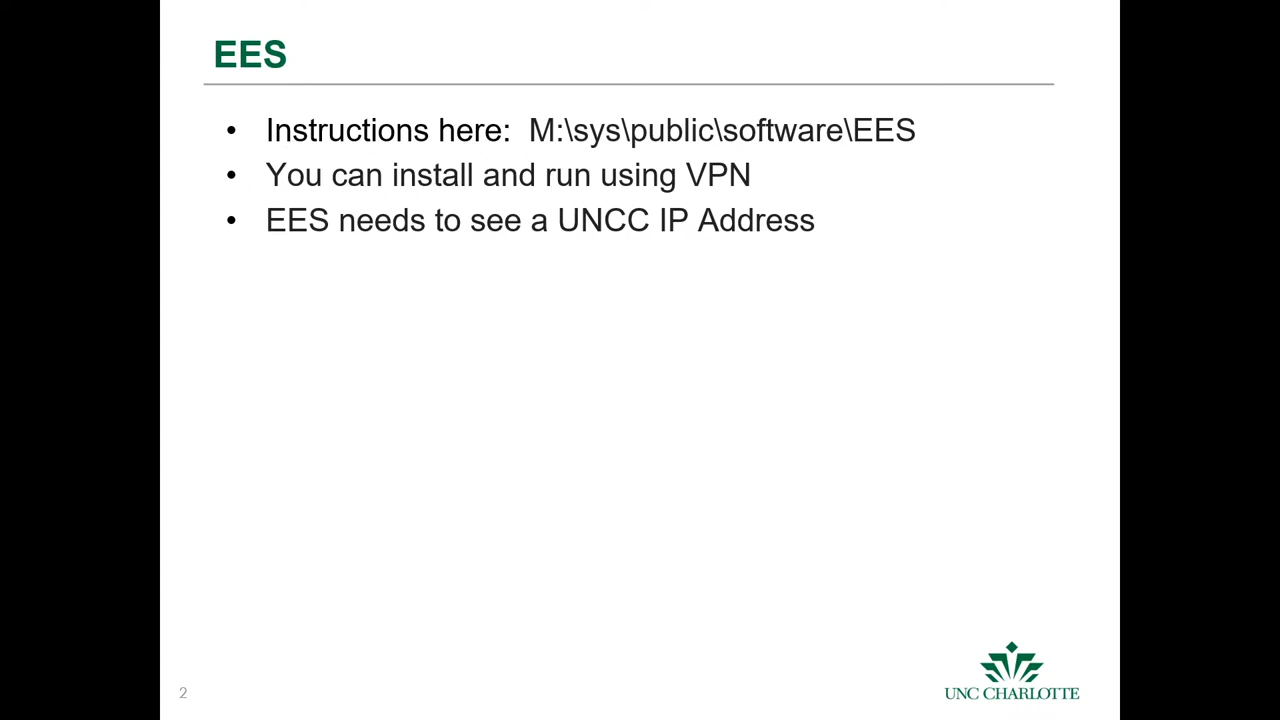 EES
• Instructions here: M:\sys\public\software\EES
• You can install and run using VPN
• EES needs to see a UNCC IP Address
2
UNC CHARLOTTE